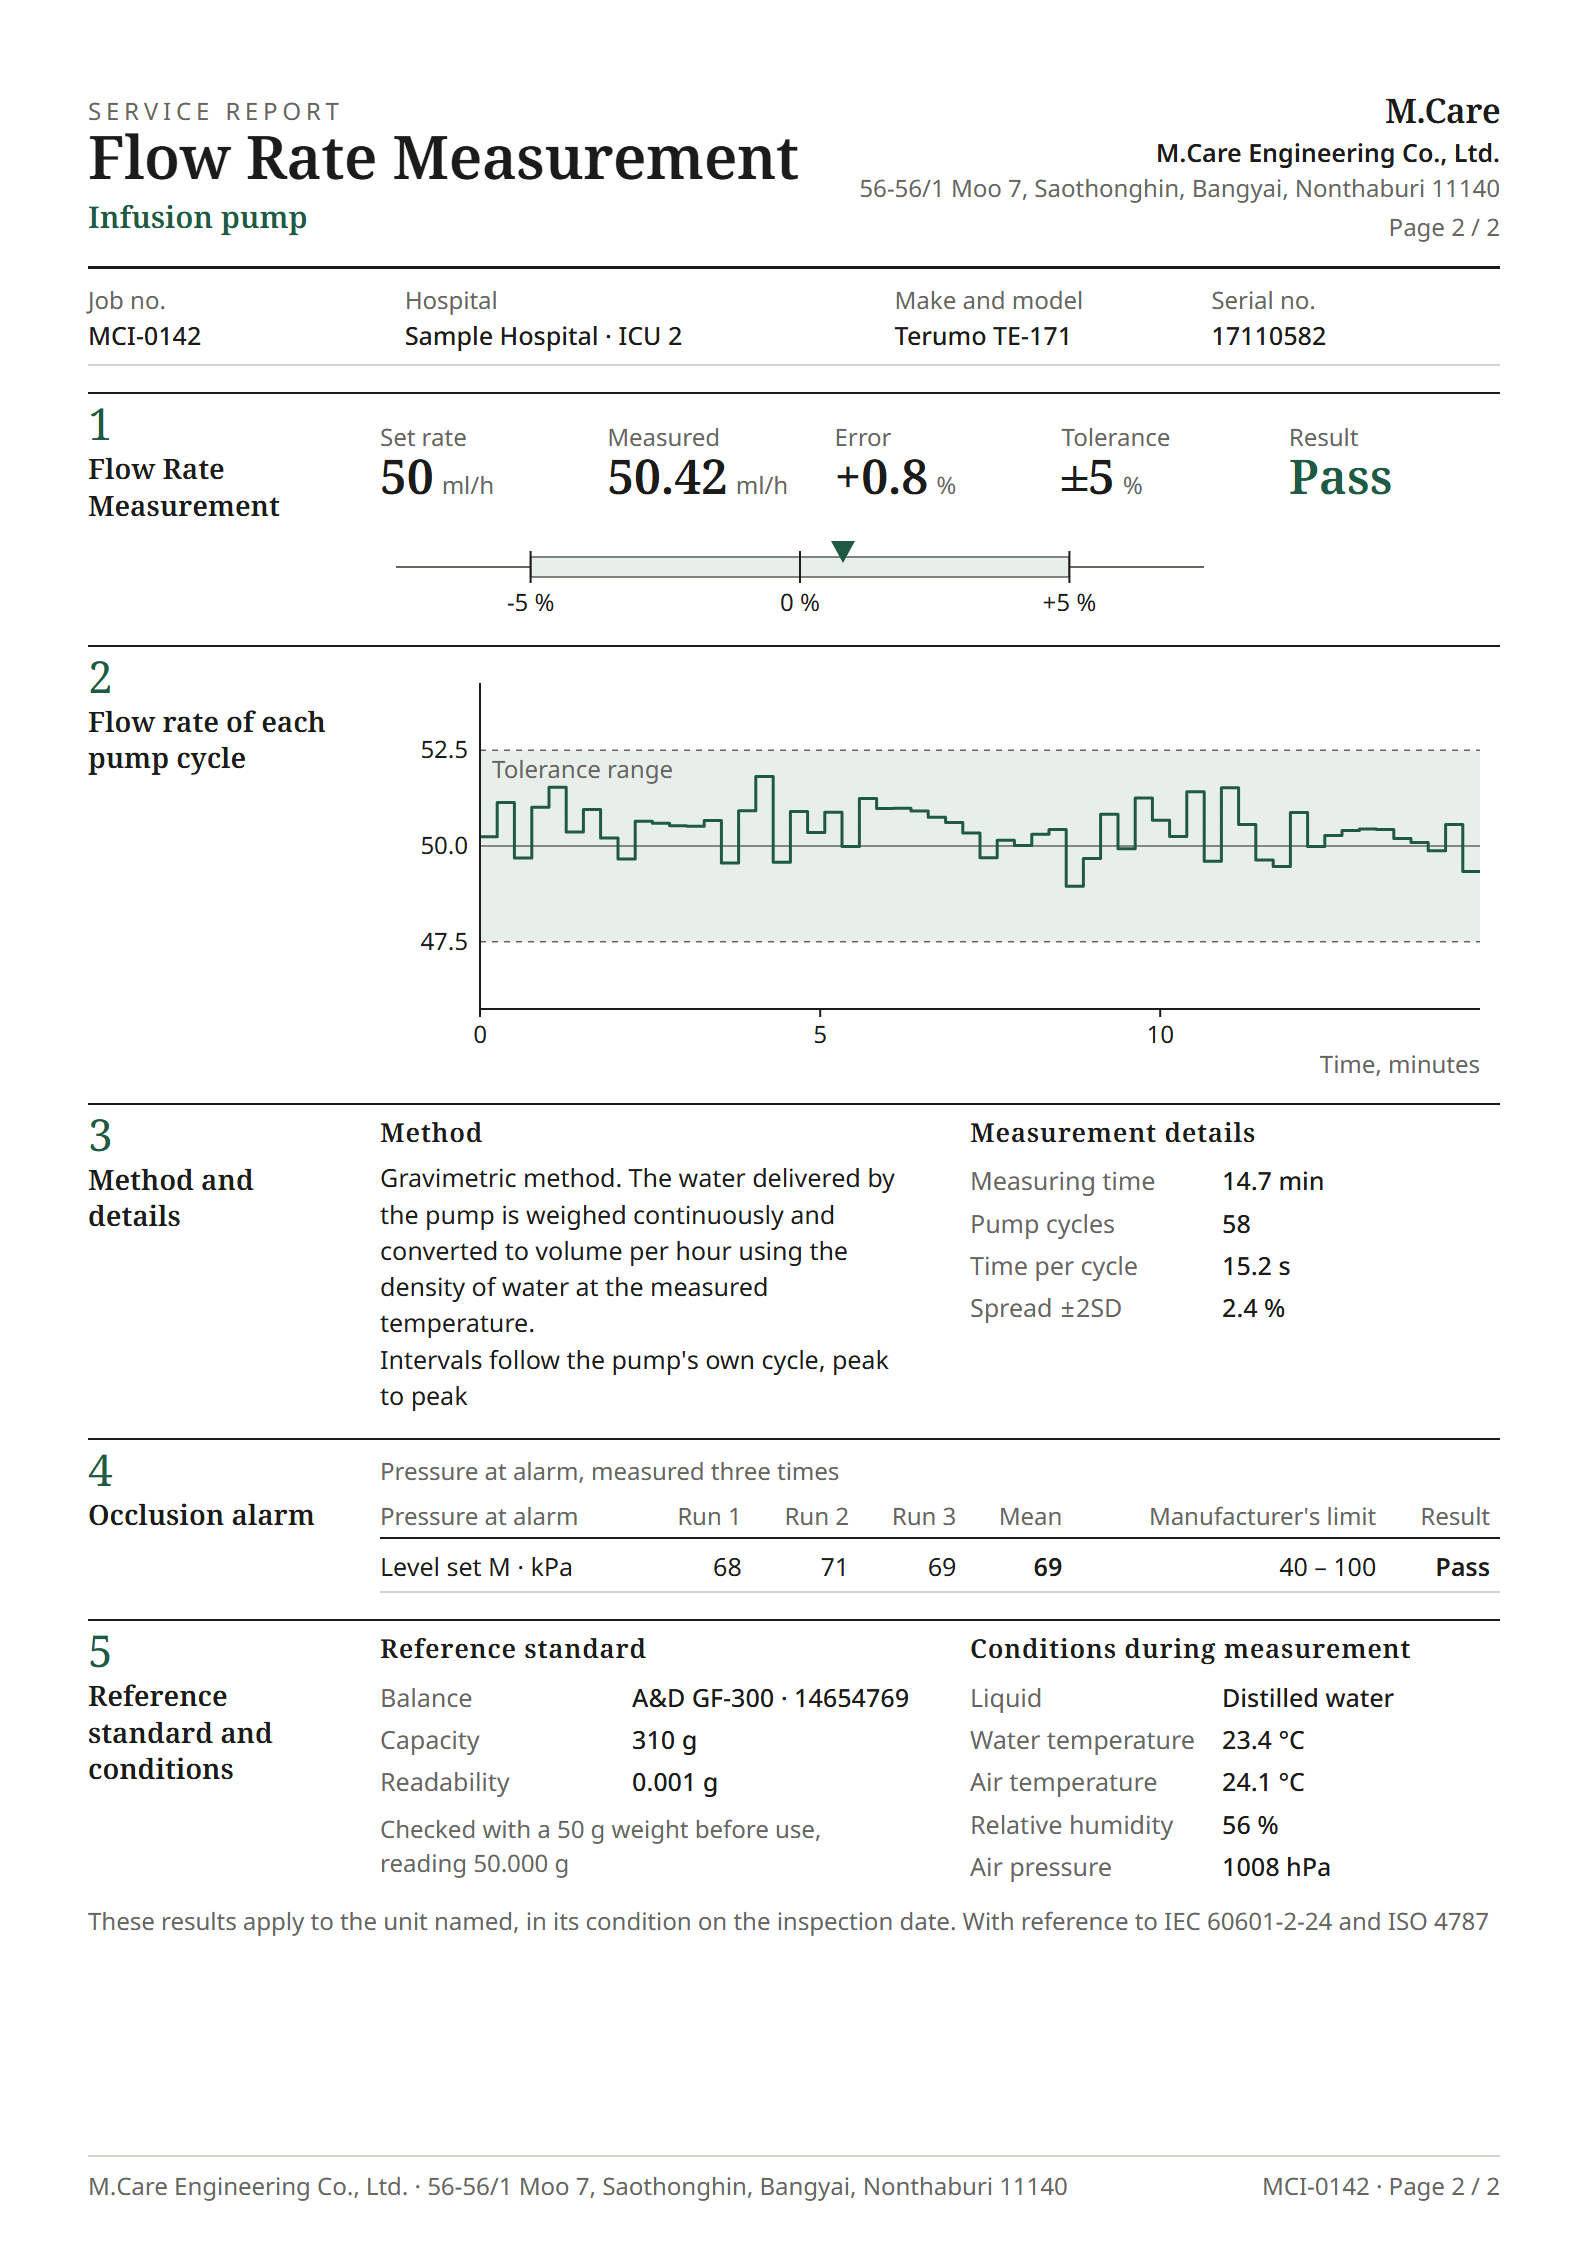 SERVICE REPORT
Flow Rate Measurement
Infusion pump
M.Care
M.Care Engineering Co., Ltd.
56-56/1 Moo 7, Saothonghin, Bangyai, Nonthaburi 11140
Page 2 / 2
Job no. Hospital Make and model Serial no.
MCI-0142 Sample Hospital · ICU 2 Terumo TE-171 17110582
1
Flow Rate
Measurement
Set rate Measured Error Tolerance Result
50 ml/h 50.42 ml/h +0.8 % ±5 % Pass
-5 % 0 % +5 %
2
Flow rate of each
pump cycle
52.5
Tolerance range
50.0
47.5
0 5 10
Time, minutes
3
Method and
details
Method
Gravimetric method. The water delivered by
the pump is weighed continuously and
converted to volume per hour using the
density of water at the measured
temperature.
Intervals follow the pump's own cycle, peak
to peak
Measurement details
Measuring time 14.7 min
Pump cycles 58
Time per cycle 15.2 s
Spread ±2SD 2.4 %
4
Occlusion alarm
Pressure at alarm, measured three times
Pressure at alarm Run 1 Run 2 Run 3 Mean Manufacturer's limit Result
Level set M · kPa 68 71 69 69 40 – 100 Pass
5
Reference
standard and
conditions
Reference standard
Balance A&D GF-300 · 14654769
Capacity 310 g
Readability 0.001 g
Checked with a 50 g weight before use,
reading 50.000 g
Conditions during measurement
Liquid Distilled water
Water temperature 23.4 °C
Air temperature 24.1 °C
Relative humidity 56 %
Air pressure 1008 hPa
These results apply to the unit named, in its condition on the inspection date. With reference to IEC 60601-2-24 and ISO 4787
M.Care Engineering Co., Ltd. · 56-56/1 Moo 7, Saothonghin, Bangyai, Nonthaburi 11140
MCI-0142 · Page 2 / 2